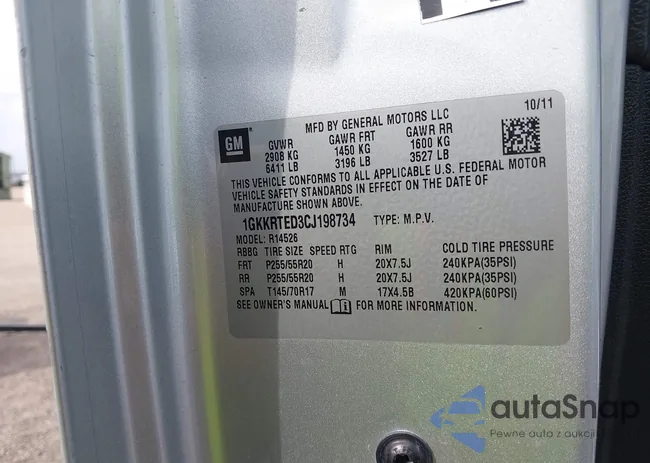 10/11
MFD BY GENERAL MOTORS LLC
GM
GVWR GAWR FRT GAWR RR
2908 KG 1450 KG 1600 KG
6411 LB 3196 LB 3527 LB
THIS VEHICLE CONFORMS TO ALL APPLICABLE U.S. FEDERAL MOTOR
VEHICLE SAFETY STANDARDS IN EFFECT ON THE DATE OF
MANUFACTURE SHOWN ABOVE.
1GKKRTED3CJ198734 TYPE: M.P.V.
MODEL: R14526
RBBG TIRE SIZE SPEED RTG RIM COLD TIRE PRESSURE
FRT P255/55R20 H 20X7.5J 240KPA(35PSI)
RR P255/55R20 H 20X7.5J 240KPA(35PSI)
SPA T145/70R17 M 17X4.5B 420KPA(60PSI)
SEE OWNER'S MANUAL i FOR MORE INFORMATION.
autaSnap
Pewne auta z aukcji